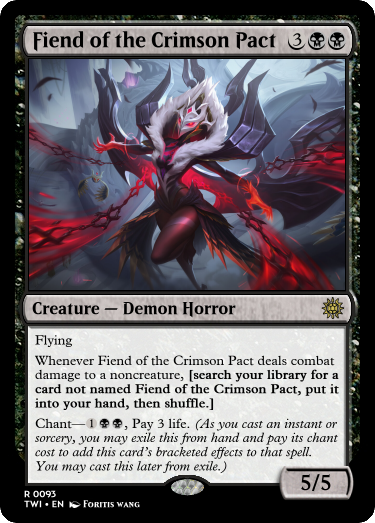 Fiend of the Crimson Pact 3
Creature — Demon Horror
Flying
Whenever Fiend of the Crimson Pact deals combat
damage to a noncreature, [search your library for a
card not named Fiend of the Crimson Pact, put it
into your hand, then shuffle.]
Chant— 1, Pay 3 life. (As you cast an instant or
sorcery, you may exile this from hand and pay its chant
cost to add this card's bracketed effects to that spell.
You may cast this later from exile.)
5/5
R 0093
TWI • EN Foritis wang